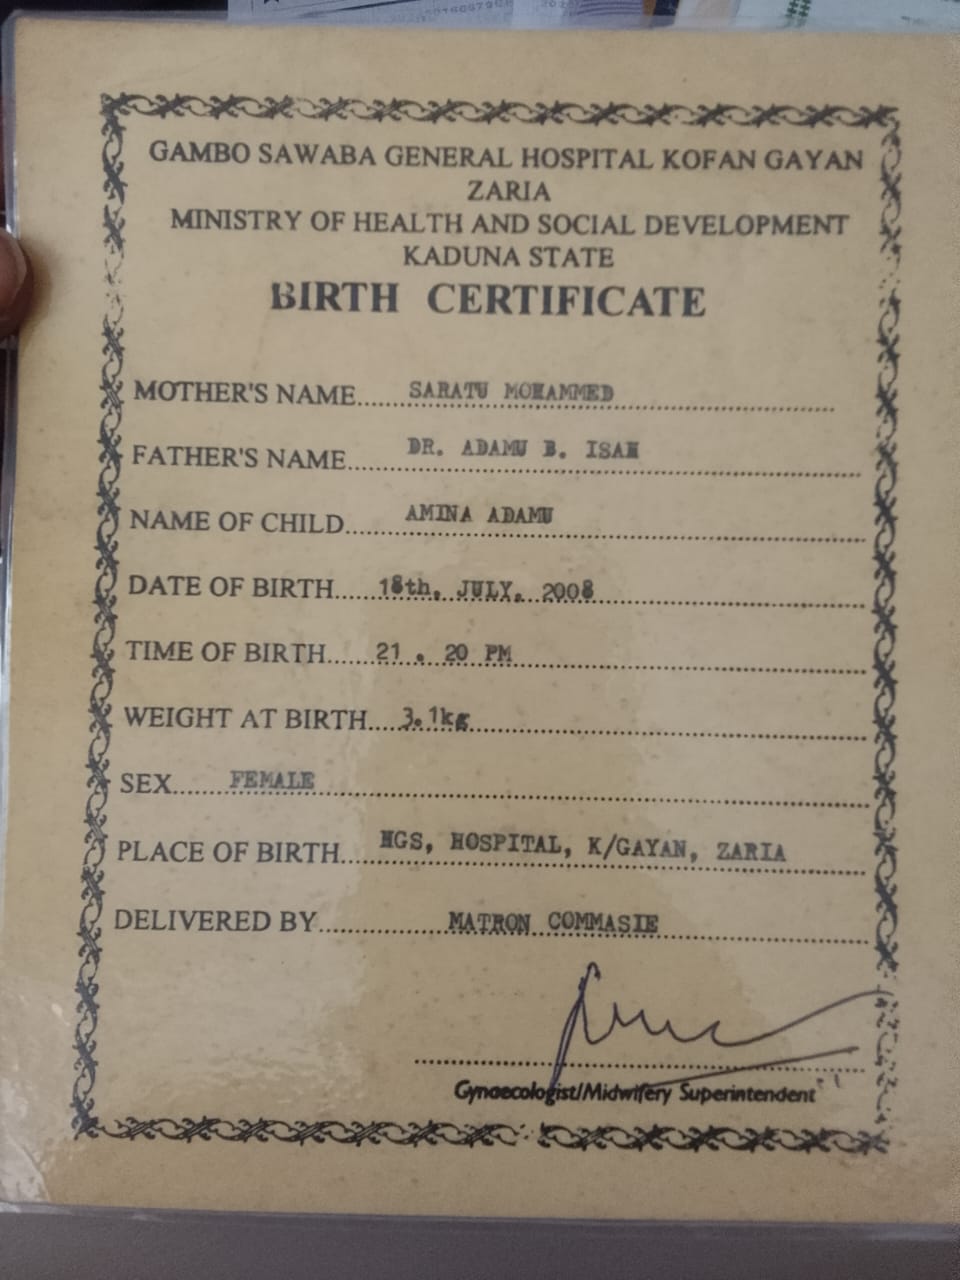 GAMBO SAWABA GENERAL HOSPITAL KOFAN GAYAN
ZARIA
MINISTRY OF HEALTH AND SOCIAL DEVELOPMENT
KADUNA STATE
BIRTH CERTIFICATE
MOTHER'S NAME.....SARATU MOHAMMED
FATHER'S NAME.....DR. ADAMU B. ISAH
NAME OF CHILD.....AMINA ADAMU
DATE OF BIRTH.....18th, JULY, 2008
TIME OF BIRTH.....21 . 20 PM
WEIGHT AT BIRTH....3.1kg
SEX.....FEMALE
PLACE OF BIRTH....HGS, HOSPITAL, K/GAYAN, ZARIA
DELIVERED BY.....MATRON COMMASIE
Gynaecologist/Midwifery Superintendent